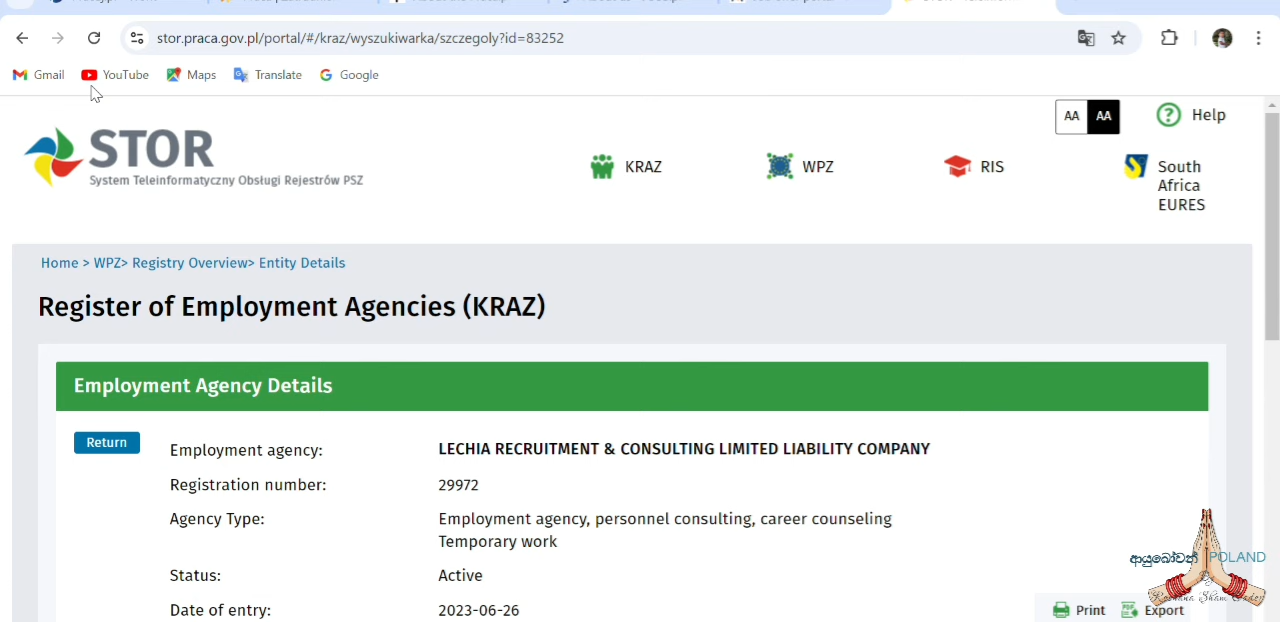 stor.praca.gov.pl/portal/#/kraz/wyszukiwarka/szczegoly?id=83252
Gmail YouTube Maps Translate Google
AA AA ? Help
STOR
System Teleinformatyczny Obsługi Rejestrów PSZ
KRAZ WPZ RIS South
Africa
EURES
Home > WPZ> Registry Overview> Entity Details
Register of Employment Agencies (KRAZ)
Employment Agency Details
Return
Employment agency: LECHIA RECRUITMENT & CONSULTING LIMITED LIABILITY COMPANY
Registration number: 29972
Agency Type: Employment agency, personnel consulting, career counseling
Temporary work
Status: Active
Date of entry: 2023-06-26
ආයුබෝවන් POLAND
By
Print Export